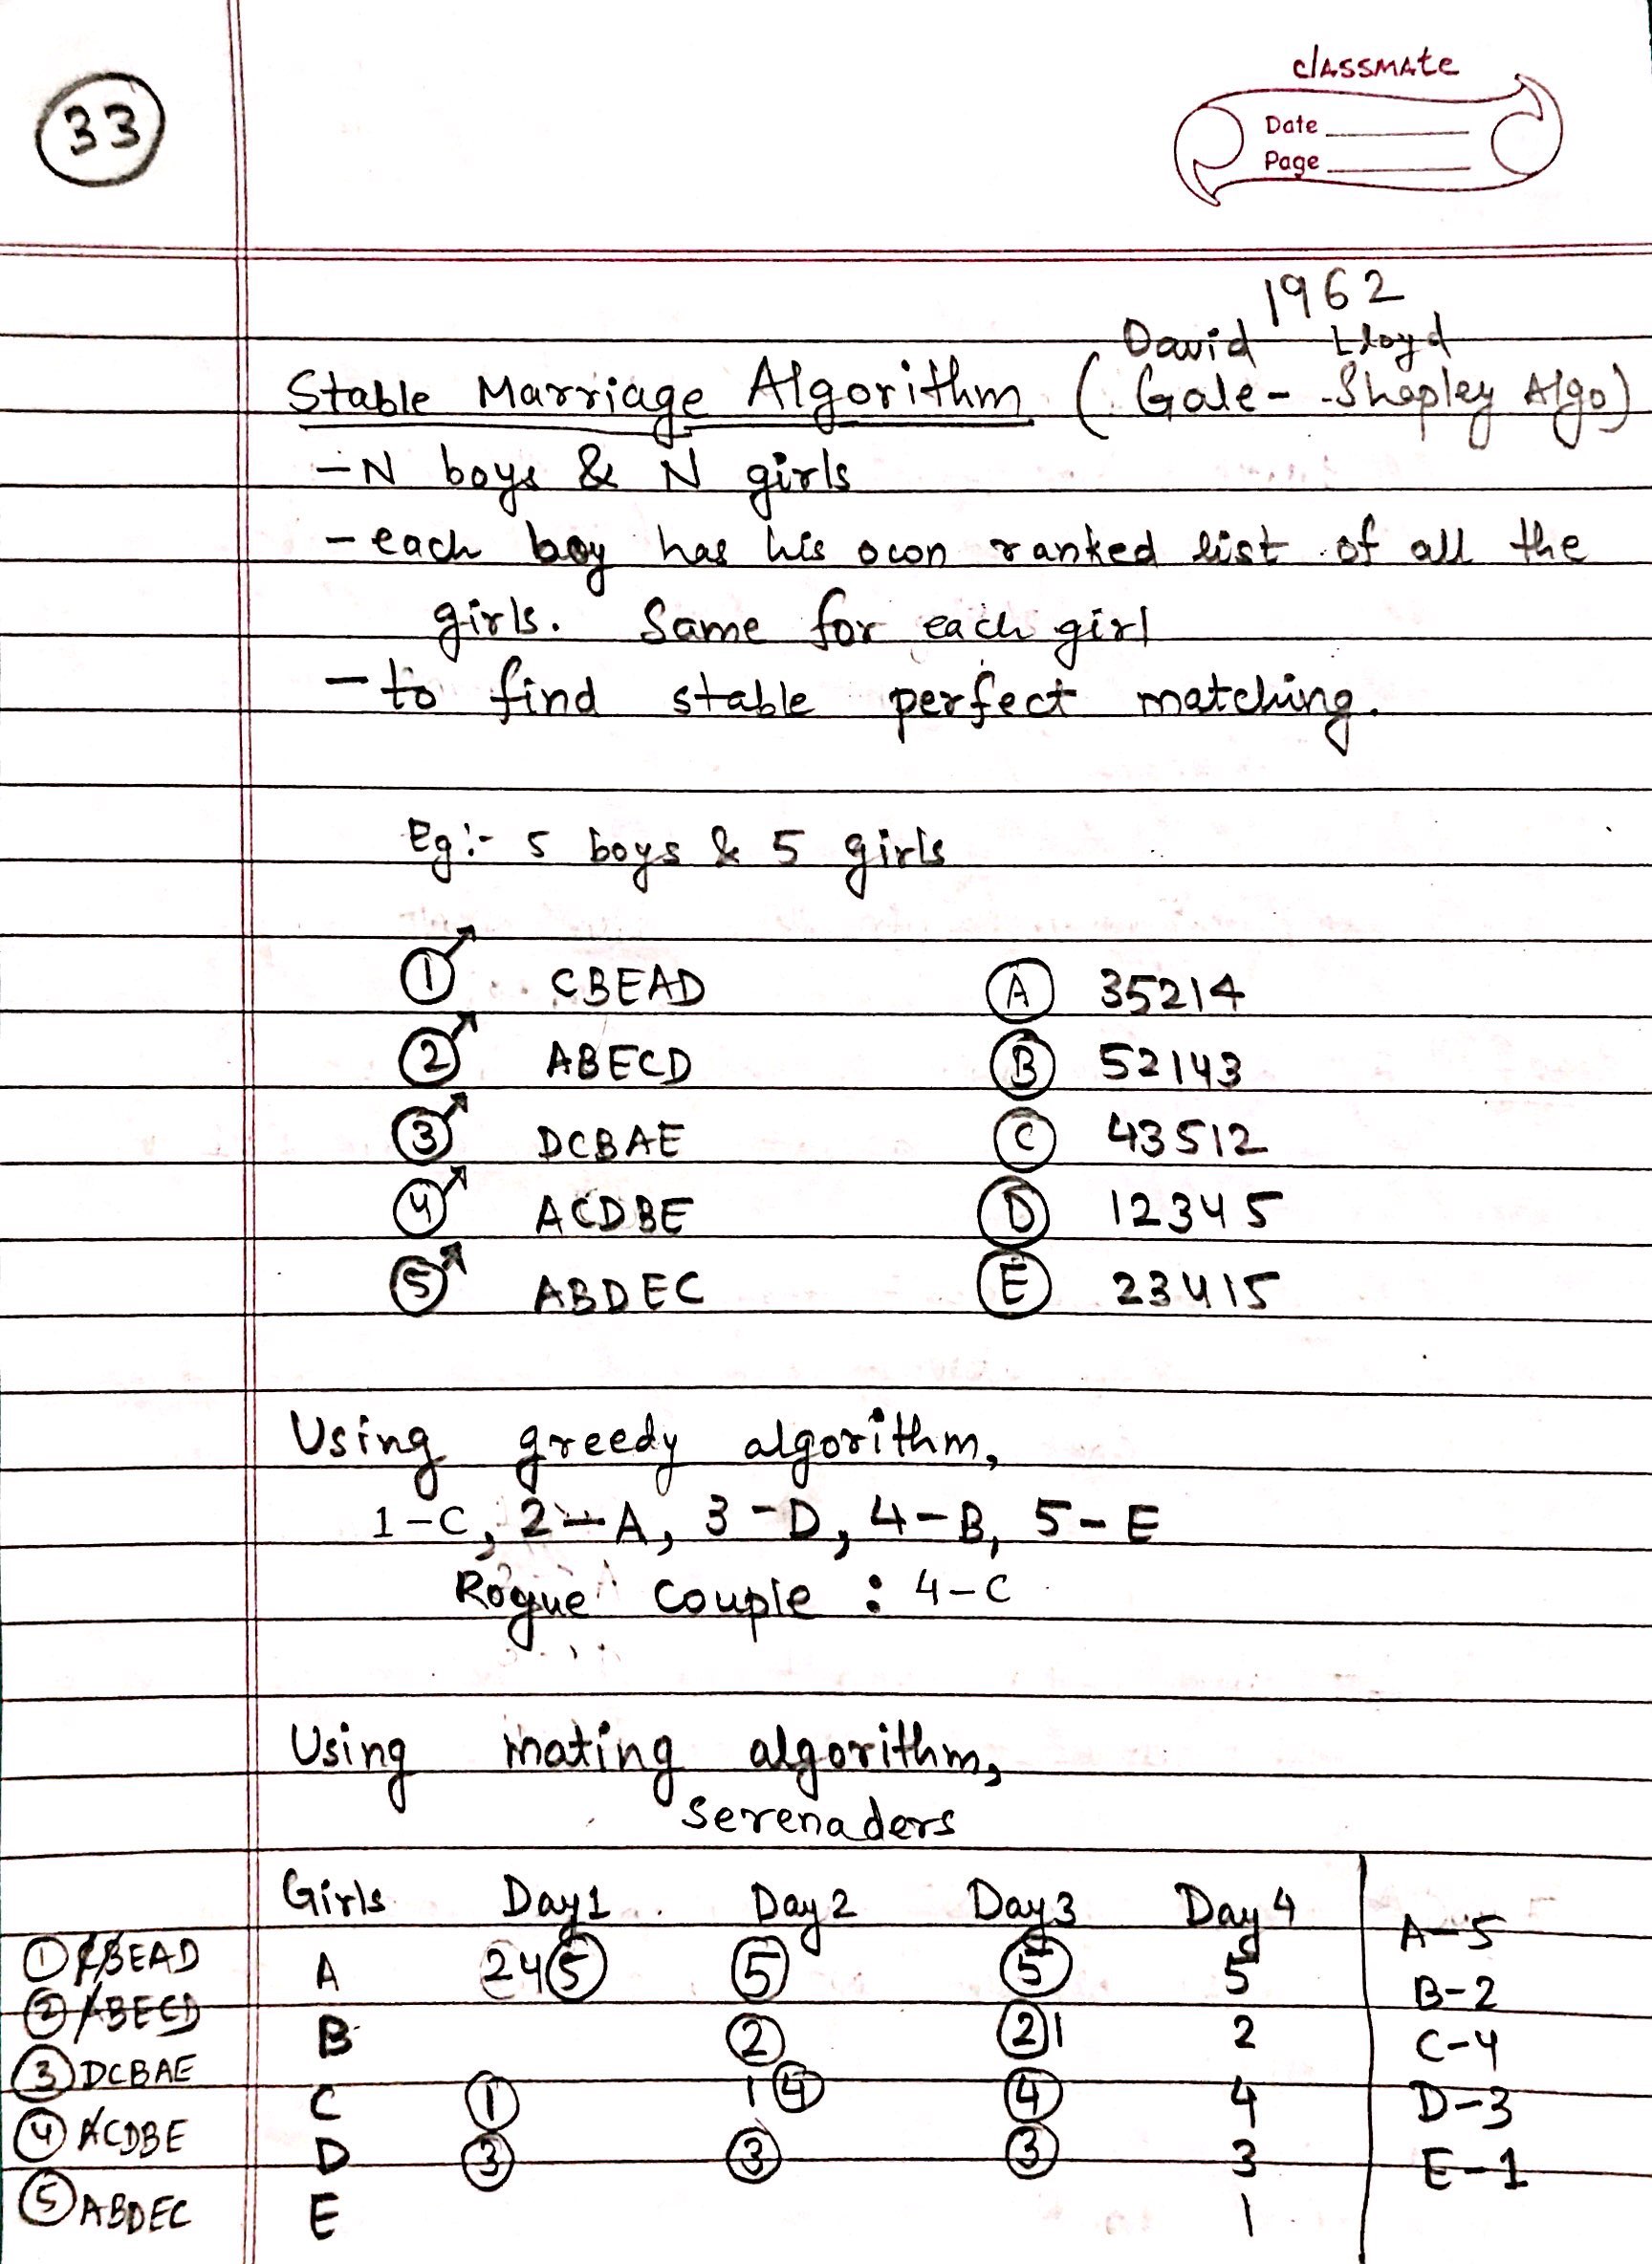 33
classmate
Date
Page
1962
David Lloyd
Stable Marriage Algorithm (Gale-Shapley Algo)
- N boys & N girls
- each boy has his own ranked list of all the
girls. Same for each girl
- to find stable perfect matching.
Eg:- 5 boys & 5 girls
1 CBEAD A 35214
2 ABECD B 52143
3 DCBAE C 43512
4 ACDBE D 12345
5 ABDEC E 23415
Using greedy algorithm,
1-C, 2-A, 3-D, 4-B, 5-E
Rogue Couple : 4-C
Using mating algorithm,
Serenaders
Girls Day1 Day2 Day3 Day4
1 CBEAD A 245 5 5 5 A-5
2 ABECD B 2 21 2 B-2
3 DCBAE C 1 14 4 4 C-4
4 ACDBE D 3 3 3 3 D-3
5 ABDEC E 1 E-1